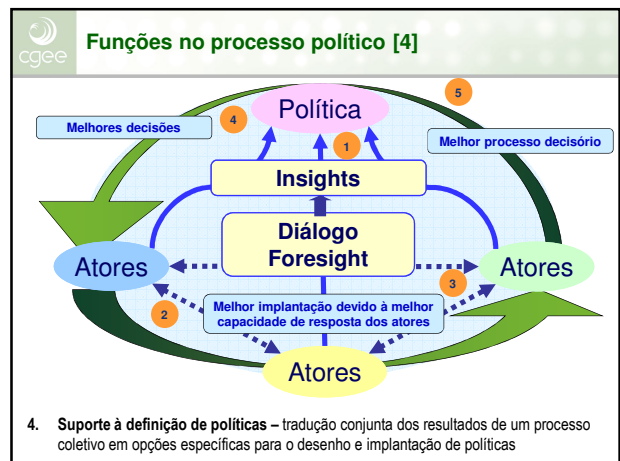 cgee
Funções no processo político [4]
5
Política
4
Melhores decisões
1
Melhor processo decisório
Insights
Diálogo
Foresight
Atores
Atores
3
2
Melhor implantação devido à melhor
capacidade de resposta dos atores
Atores
4. Suporte à definição de políticas – tradução conjunta dos resultados de um processo
coletivo em opções específicas para o desenho e implantação de políticas